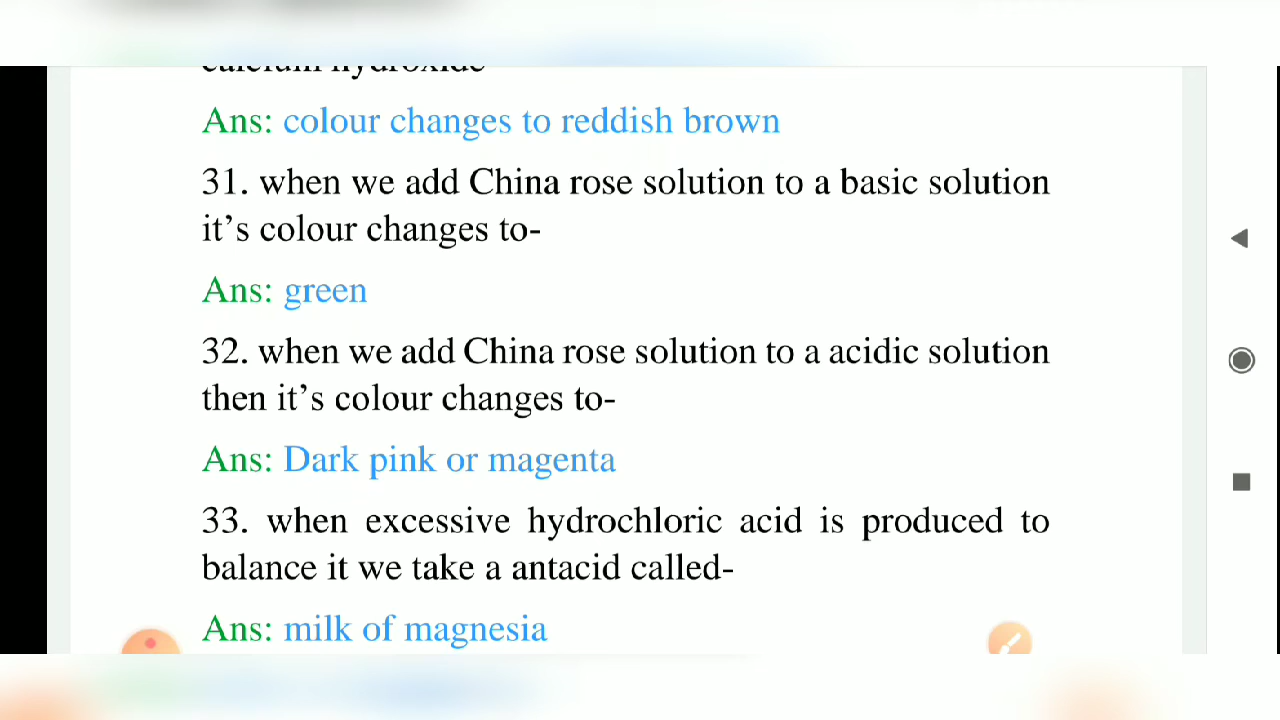 calcium hydroxide
Ans: colour changes to reddish brown
31. when we add China rose solution to a basic solution
it’s colour changes to-
Ans: green
32. when we add China rose solution to a acidic solution
then it’s colour changes to-
Ans: Dark pink or magenta
33. when excessive hydrochloric acid is produced to
balance it we take a antacid called-
Ans: milk of magnesia